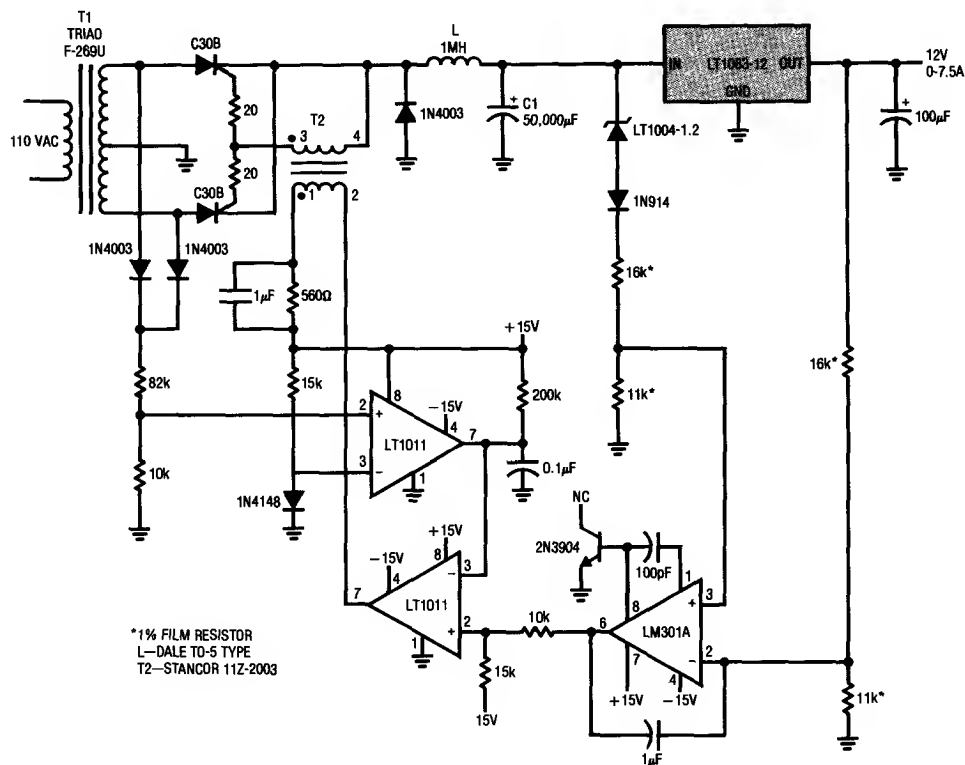 T1
TRIAD
F-269U
C30B
L
1MH
IN
LT1083-12
OUT
GND
12V
0-7.5A
20
T2
3
4
1N4003
+
C1
50,000μF
LT1004-1.2
+
100μF
110 VAC
20
1
2
C30B
1N914
1N4003
1N4003
1μF
560Ω
16k*
+15V
82k
15k
8
200k
16k*
2
+
-15V
4
7
11k*
LT1011
3
-
1
0.1μF
10k
1N4148
NC
+15V
-15V
8
3
2N3904
100pF
4
-
7
LT1011
1
3
+
8
10k
6
LM301A
2
+
1
7
-
2
4
*1% FILM RESISTOR
L—DALE TO-5 TYPE
T2—STANCOR 11Z-2003
15k
+15V
-15V
11k*
15V
1μF